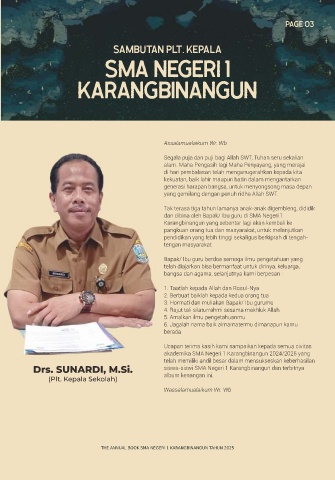 PAGE 03
SAMBUTAN PLT. KEPALA
SMA NEGERI 1
KARANGBINANGUN
Assalamualaikum Wr. Wb
Segala puja dan puji bagi Allah SWT, Tuhan seru sekalian
alam. Maha Pengasih lagi Maha Penyayang, yang merajai
di hari pembalasan telah menganugerahkan kepada kita
kekuatan, baik lahir maupun batin dalam mengantarkan
generasi harapan bangsa, untuk menyongsong masa depan
yang gemilang dengan penuh ridha Allah SWT.
Tak terasa tiga tahun lamanya anak-anak digembleng, dididik
dan dibina oleh Bapak/ Ibu guru di SMA Negeri 1
Karangbinangun yang sebentar lagi akan kembali ke
pangkuan orang tua dan masyarakat, untuk melanjutkan
pendidikan yang lebih tinggi sekaligus berkiprah di tengah-
tengah masyarakat
Bapak/ Ibu guru berdoa semoga ilmu pengetahuan yang
telah diajarkan bisa bermanfaat untuk dirinya, keluarga,
bangsa dan agama, selanjutnya kami berpesan :
1. Taatlah kepada Allah dan Rosul-Nya
2. Berbuat baiklah kepada kedua orang tua
3. Hormati dan muliakan Bapak/ Ibu gurumu
4. Rajut tali silaturrahmi sesama makhluk Allah
5. Amalkan ilmu pengetahuanmu
6. Jagalah nama baik almamatermu dimanapun kamu
berada
Ucapan terima kasih kami sampaikan kepada semua civitas
akademika SMA Negeri 1 Karangbinangun 2024/2025 yang
telah memiliki andil besar dalam mensukseskan keberhasilan
siswa-siswi SMA Negeri 1 Karangbinangun dan terbitnya
album kenangan ini.
Wassalamualaikum Wr. Wb
Drs. SUNARDI, M.Si.
(Plt. Kepala Sekolah)
THE ANNUAL BOOK SMA NEGERI 1 KARANGBINANGUN TAHUN 2025